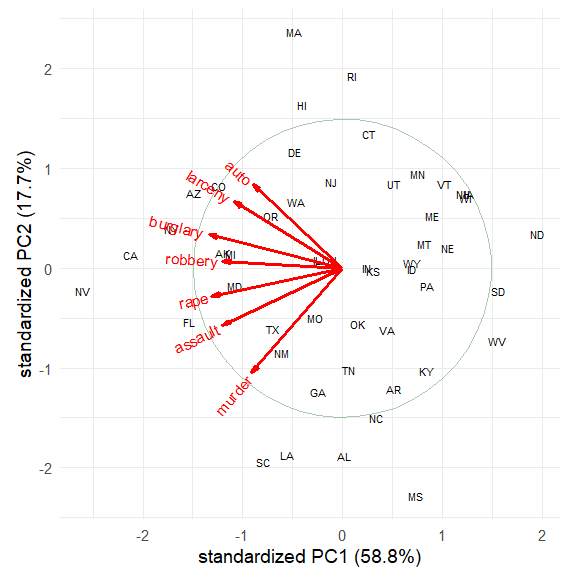 MA
RI
2
HI
CT
DE
auto
MN
1
larceny
CO
NJ
UT
VT
AZ
WA
OR
ME
burglary
ND
MT
NE
AK
MI
CA
robbery
WY
0
IN
ID
KS
MD
PA
NV
rape
SD
MO
FL
OK
TX
assault
VA
WV
NM
-1
TN
KY
murder
GA
AR
NC
LA
AL
SC
-2
MS
-2
-1
0
1
2
standardized PC1 (58.8%)
standardized PC2 (17.7%)